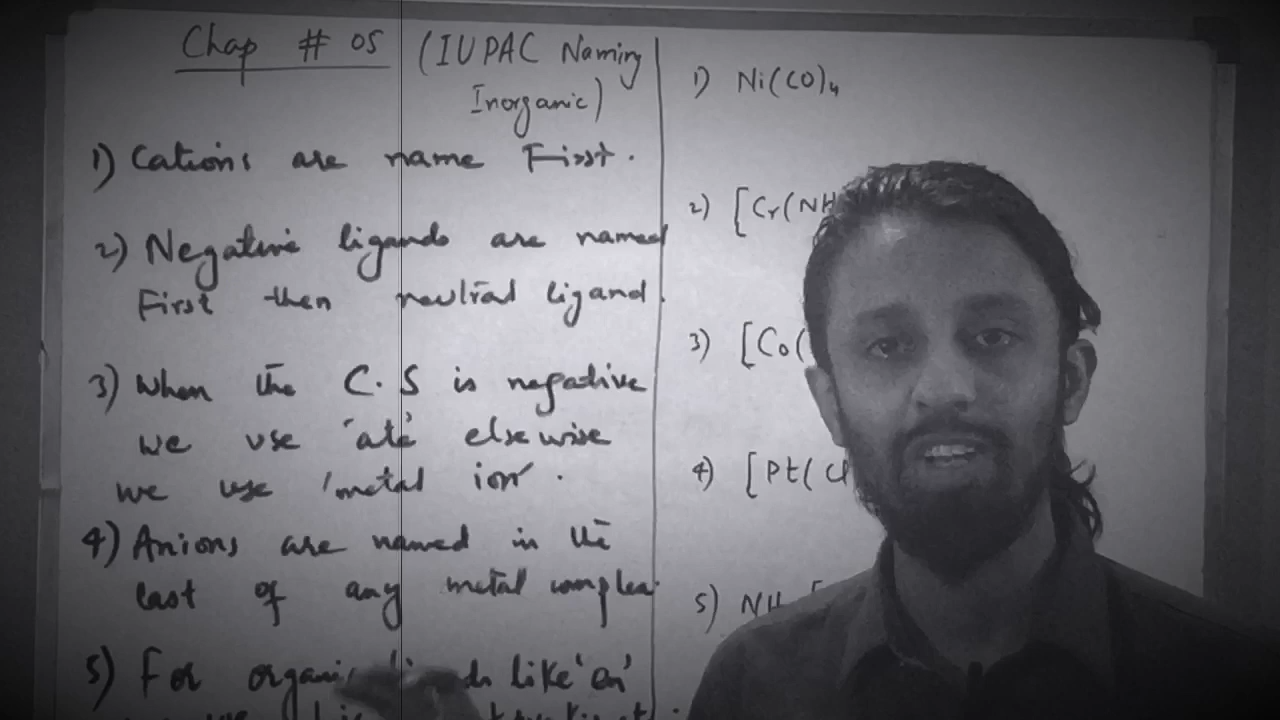 Chap # 05 (IUPAC Naming
Inorganic)
1) Cations are name First.
2) Negative ligands are named
First then neutral ligand.
3) When the C.S is negative
we use 'ate' elsewise
we use 'metal ion'.
4) Anions are named in the
last of any metal complex.
5) For organic like 'en'
1) Ni(CO)4
2) [Cr(NH
3) [Co(
4) [Pt(Cl
5) NH